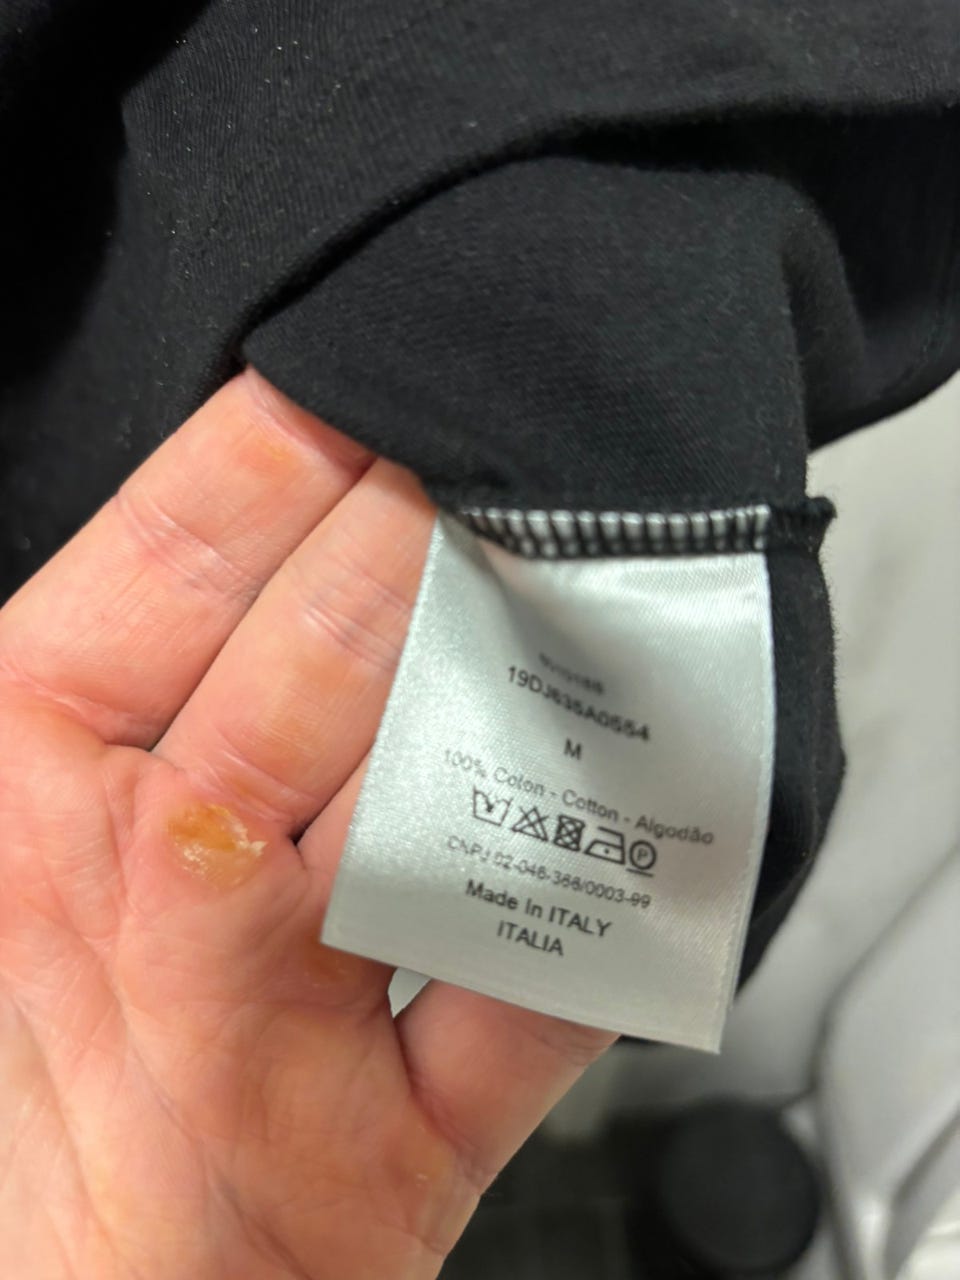 19DJ635A0554
M
100% Coton - Cotton - Algodão
P
CNPJ 02-046-366/0003-99
Made In ITALY
ITALIA